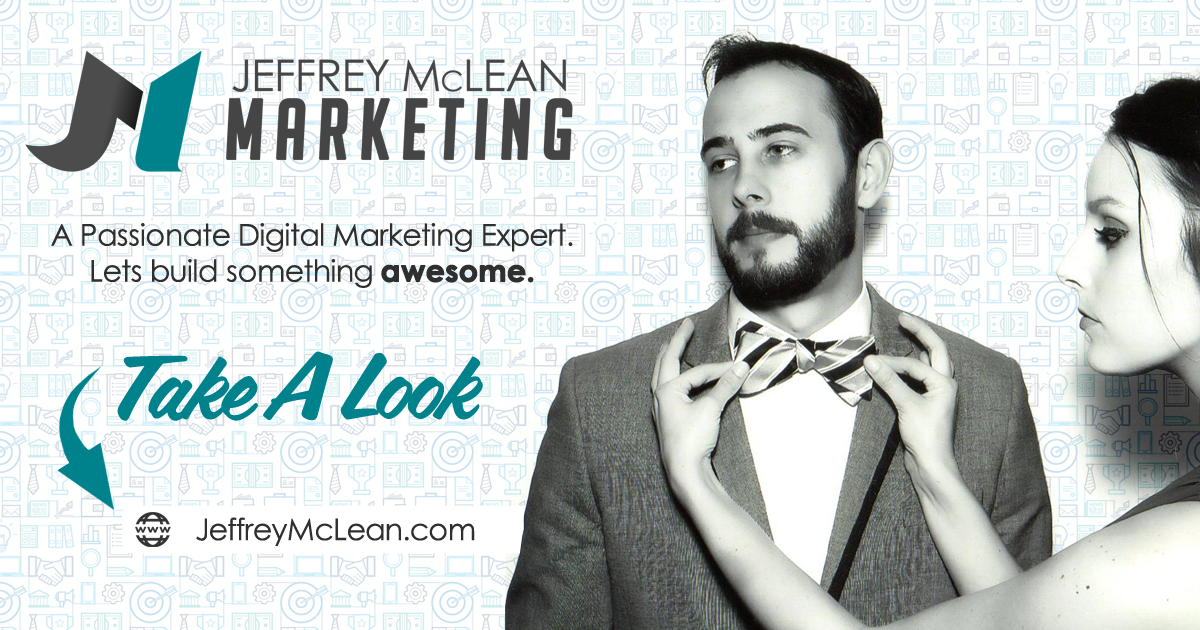 JEFFREY McLEAN
MARKETING
A Passionate Digital Marketing Expert.
Lets build something awesome.
Take A Look
www
JeffreyMcLean.com